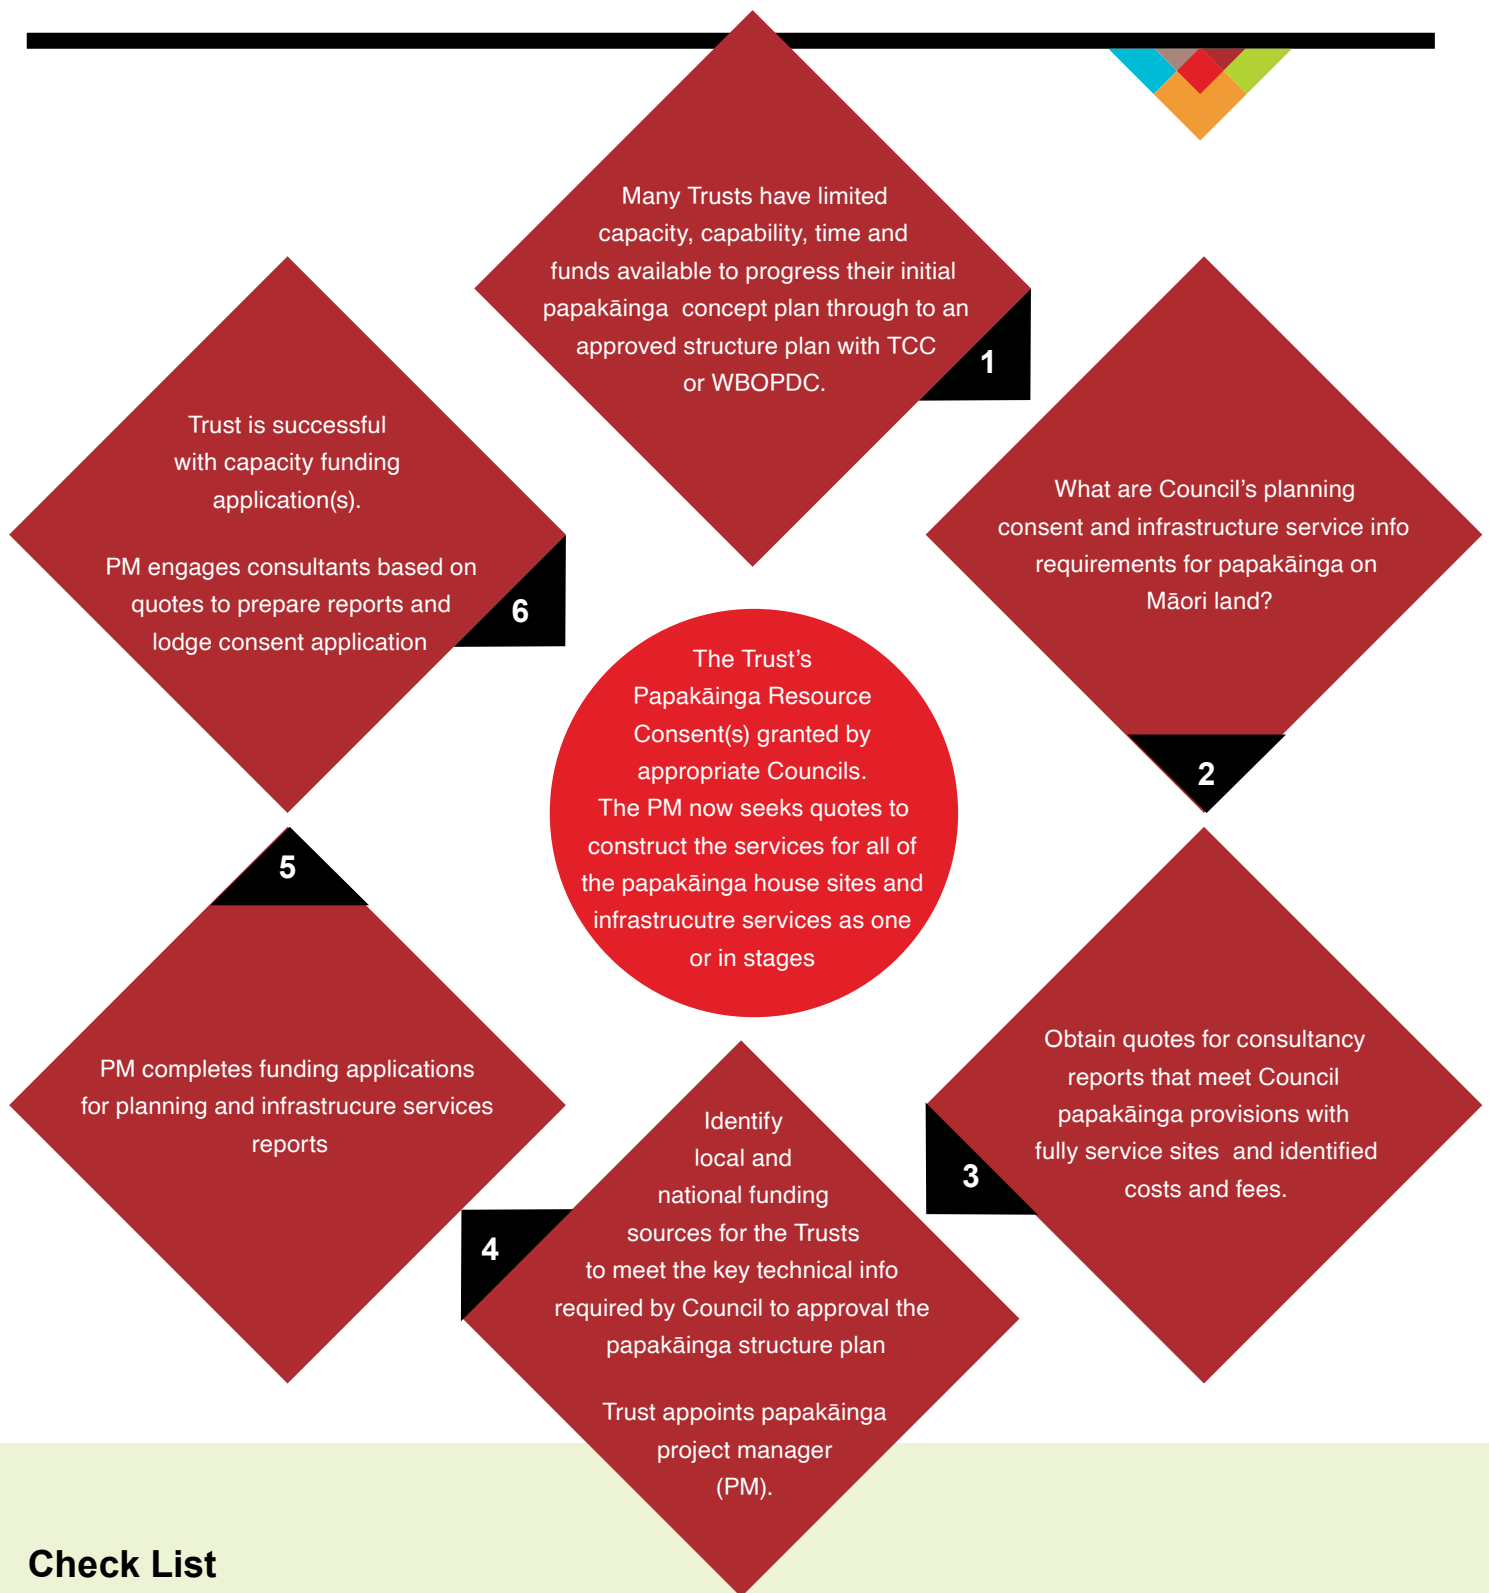 Many Trusts have limited
capacity, capability, time and
funds available to progress their initial
papakāinga concept plan through to an
approved structure plan with TCC
or WBOPDC.
1
What are Council’s planning
consent and infrastructure service info
requirements for papakāinga on
Māori land?
2
Obtain quotes for consultancy
reports that meet Council
papakāinga provisions with
fully service sites and identified
costs and fees.
3
Identify
local and
national funding
sources for the Trusts
to meet the key technical info
required by Council to approval the
papakāinga structure plan
Trust appoints papakāinga
project manager
(PM).
4
PM completes funding applications
for planning and infrastrucure services
reports
5
Trust is successful
with capacity funding
application(s).
PM engages consultants based on
quotes to prepare reports and
lodge consent application
6
The Trust’s
Papakāinga Resource
Consent(s) granted by
appropriate Councils.
The PM now seeks quotes to
construct the services for all of
the papakāinga house sites and
infrastrucutre services as one
or in stages
Check List